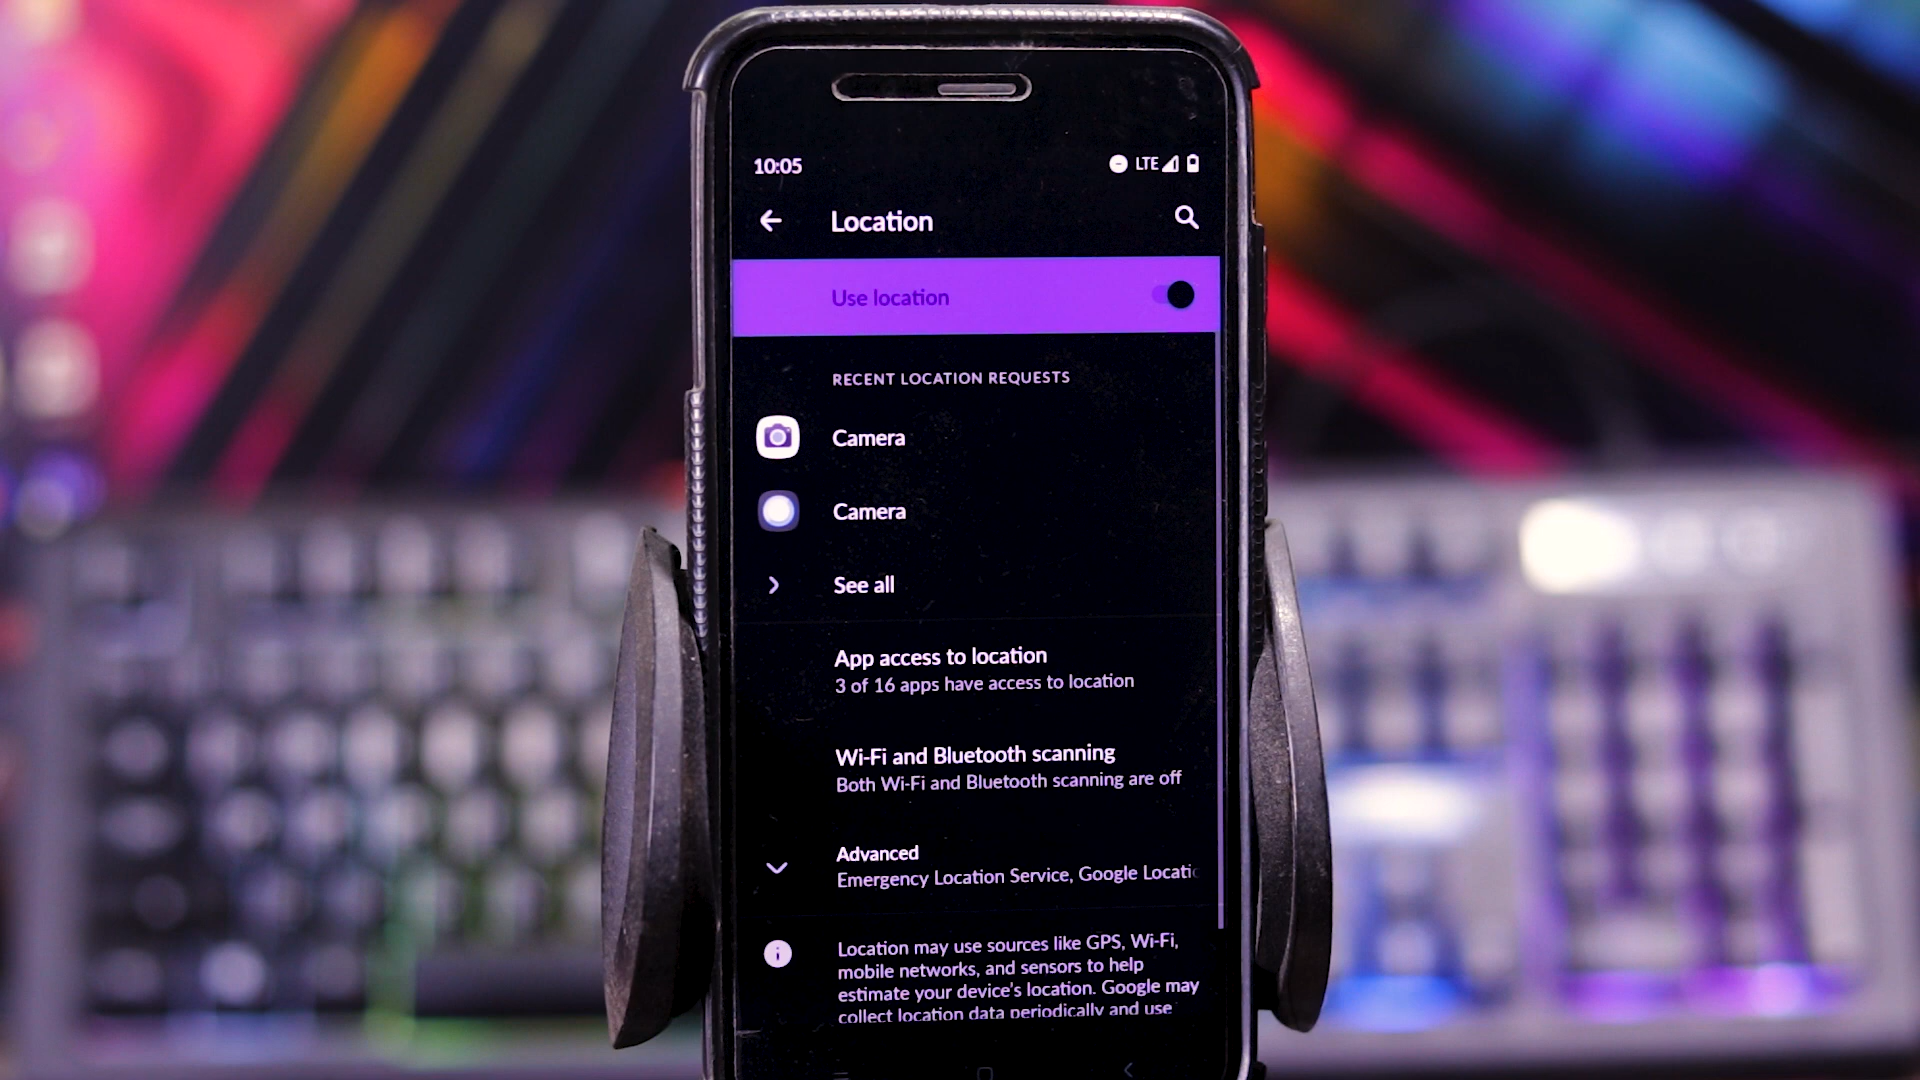 10:05 LTE
Location
Use location
RECENT LOCATION REQUESTS
Camera
Camera
See all
App access to location
3 of 16 apps have access to location
Wi-Fi and Bluetooth scanning
Both Wi-Fi and Bluetooth scanning are off
Advanced
Emergency Location Service, Google Locatic
Location may use sources like GPS, Wi-Fi,
mobile networks, and sensors to help
estimate your device's location. Google may
collect location data periodically and use